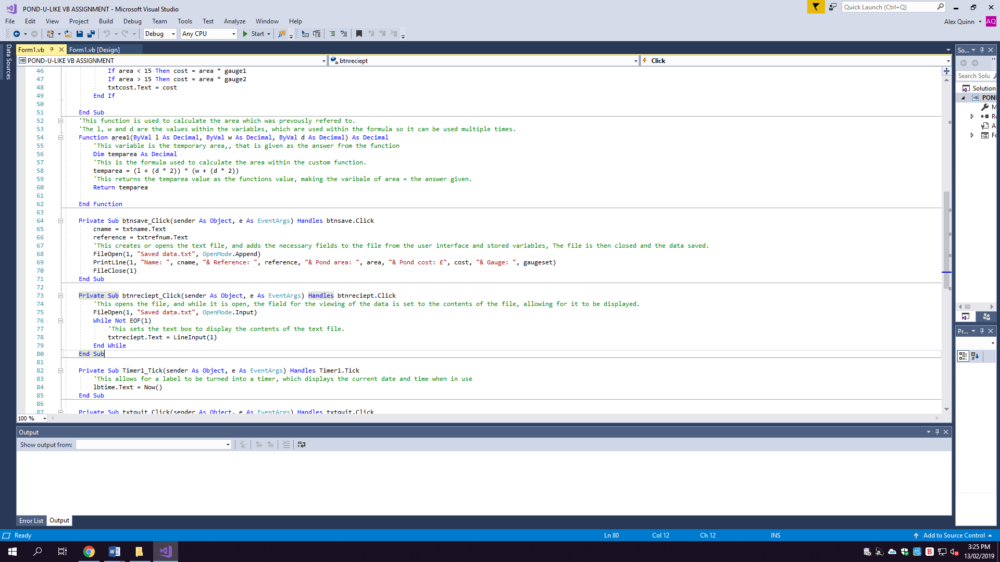 POND-U-LIKE VB ASSIGNMENT - Microsoft Visual Studio
Quick Launch (Ctrl+Q)
File Edit View Project Build Debug Team Tools Test Analyze Window Help
Alex Quinn AQ
Debug Any CPU Start
Data Sources
Form1.vb Form1.vb [Design]
VB POND-U-LIKE VB ASSIGNMENT btnreciept Click
46 If area < 15 Then cost = area * gauge1
47 If area > 15 Then cost = area * gauge2
48 txtcost.Text = cost
49 End If
50
51 End Sub
52 'This function is used to calculate the area which was prevously refered to.
53 'The l, w and d are the values within the variables, which are used within the formula so it can be used multiple times.
54 Function area1(ByVal l As Decimal, ByVal w As Decimal, ByVal d As Decimal) As Decimal
55 'This variable is the temporary area,, that is given as the answer from the function
56 Dim temparea As Decimal
57 'This is the formula used to calculate the area within the custom function.
58 temparea = (l + (d * 2)) * (w + (d * 2))
59 'This returns the temparea value as the functions value, making the varibale of area = the answer given.
60 Return temparea
61
62 End Function
63
64 Private Sub btnsave_Click(sender As Object, e As EventArgs) Handles btnsave.Click
65 cname = txtname.Text
66 reference = txtrefnum.Text
67 'This creates or opens the text file, and adds the necessary fields to the file from the user interface and stored variables, The file is then closed and the data saved.
68 FileOpen(1, "Saved data.txt", OpenMode.Append)
69 PrintLine(1, "Name: ", cname, "& Reference: ", reference, "& Pond area: ", area, "& Pond cost: £", cost, "& Gauge: ", gaugeset)
70 FileClose(1)
71 End Sub
72
73 Private Sub btnreciept_Click(sender As Object, e As EventArgs) Handles btnreciept.Click
74 'This opens the file, and while it is open, the field for the viewing of the data is set to the contents of the file, allowing for it to be displayed.
75 FileOpen(1, "Saved data.txt", OpenMode.Input)
76 While Not EOF(1)
77 'This sets the text box to display the contents of the text file.
78 txtreciept.Text = LineInput(1)
79 End While
80 End Sub
81
82 Private Sub Timer1_Tick(sender As Object, e As EventArgs) Handles Timer1.Tick
83 'This allows for a label to be turned into a timer, which displays the current date and time when in use
84 lbtime.Text = Now()
85 End Sub
86
87 Private Sub txtquit_Click(sender As Object, e As EventArgs) Handles txtquit.Click
100 %
So...
Search Solu
Solution
VB PON
M
Re
A
Fo
Pr...
Output
Show output from:
Error List Output
Ready Ln 80 Col 12 Ch 12 INS Add to Source Control
3:25 PM
13/02/2019